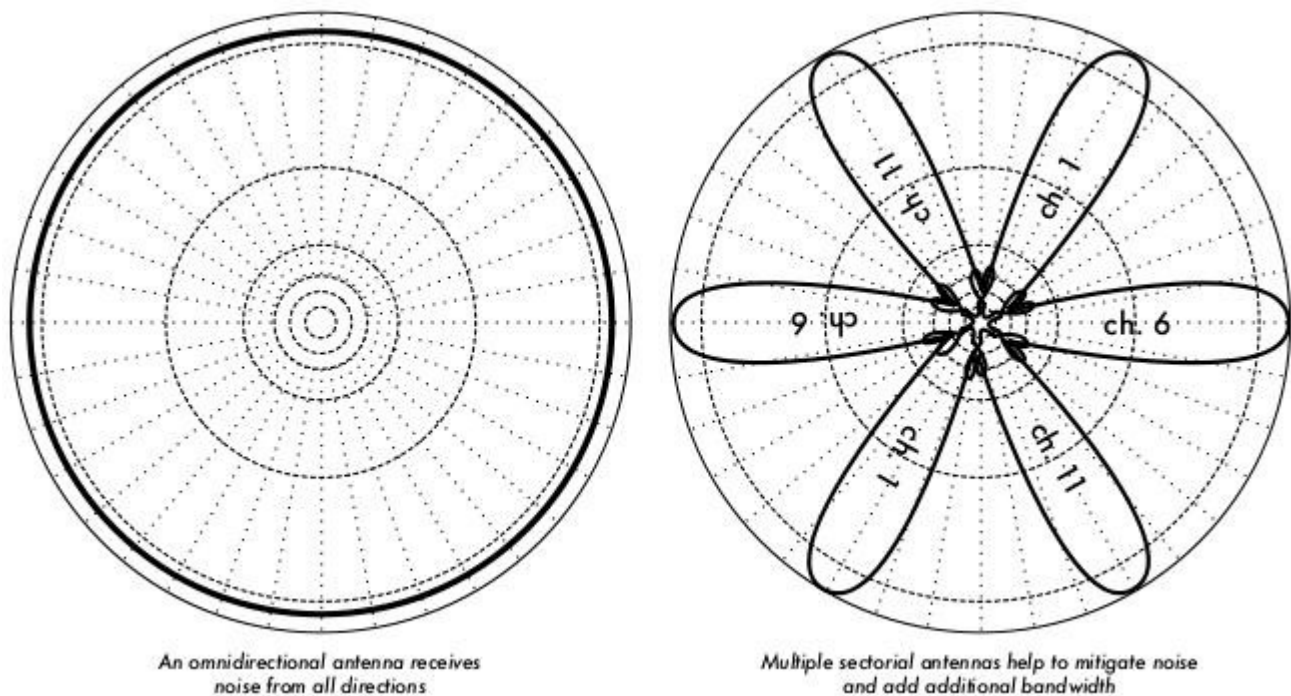 ch. 11
ch. 1
ch. 6
ch. 6
ch. 1
ch. 11
An omnidirectional antenna receives
noise from all directions
Multiple sectorial antennas help to mitigate noise
and add additional bandwidth